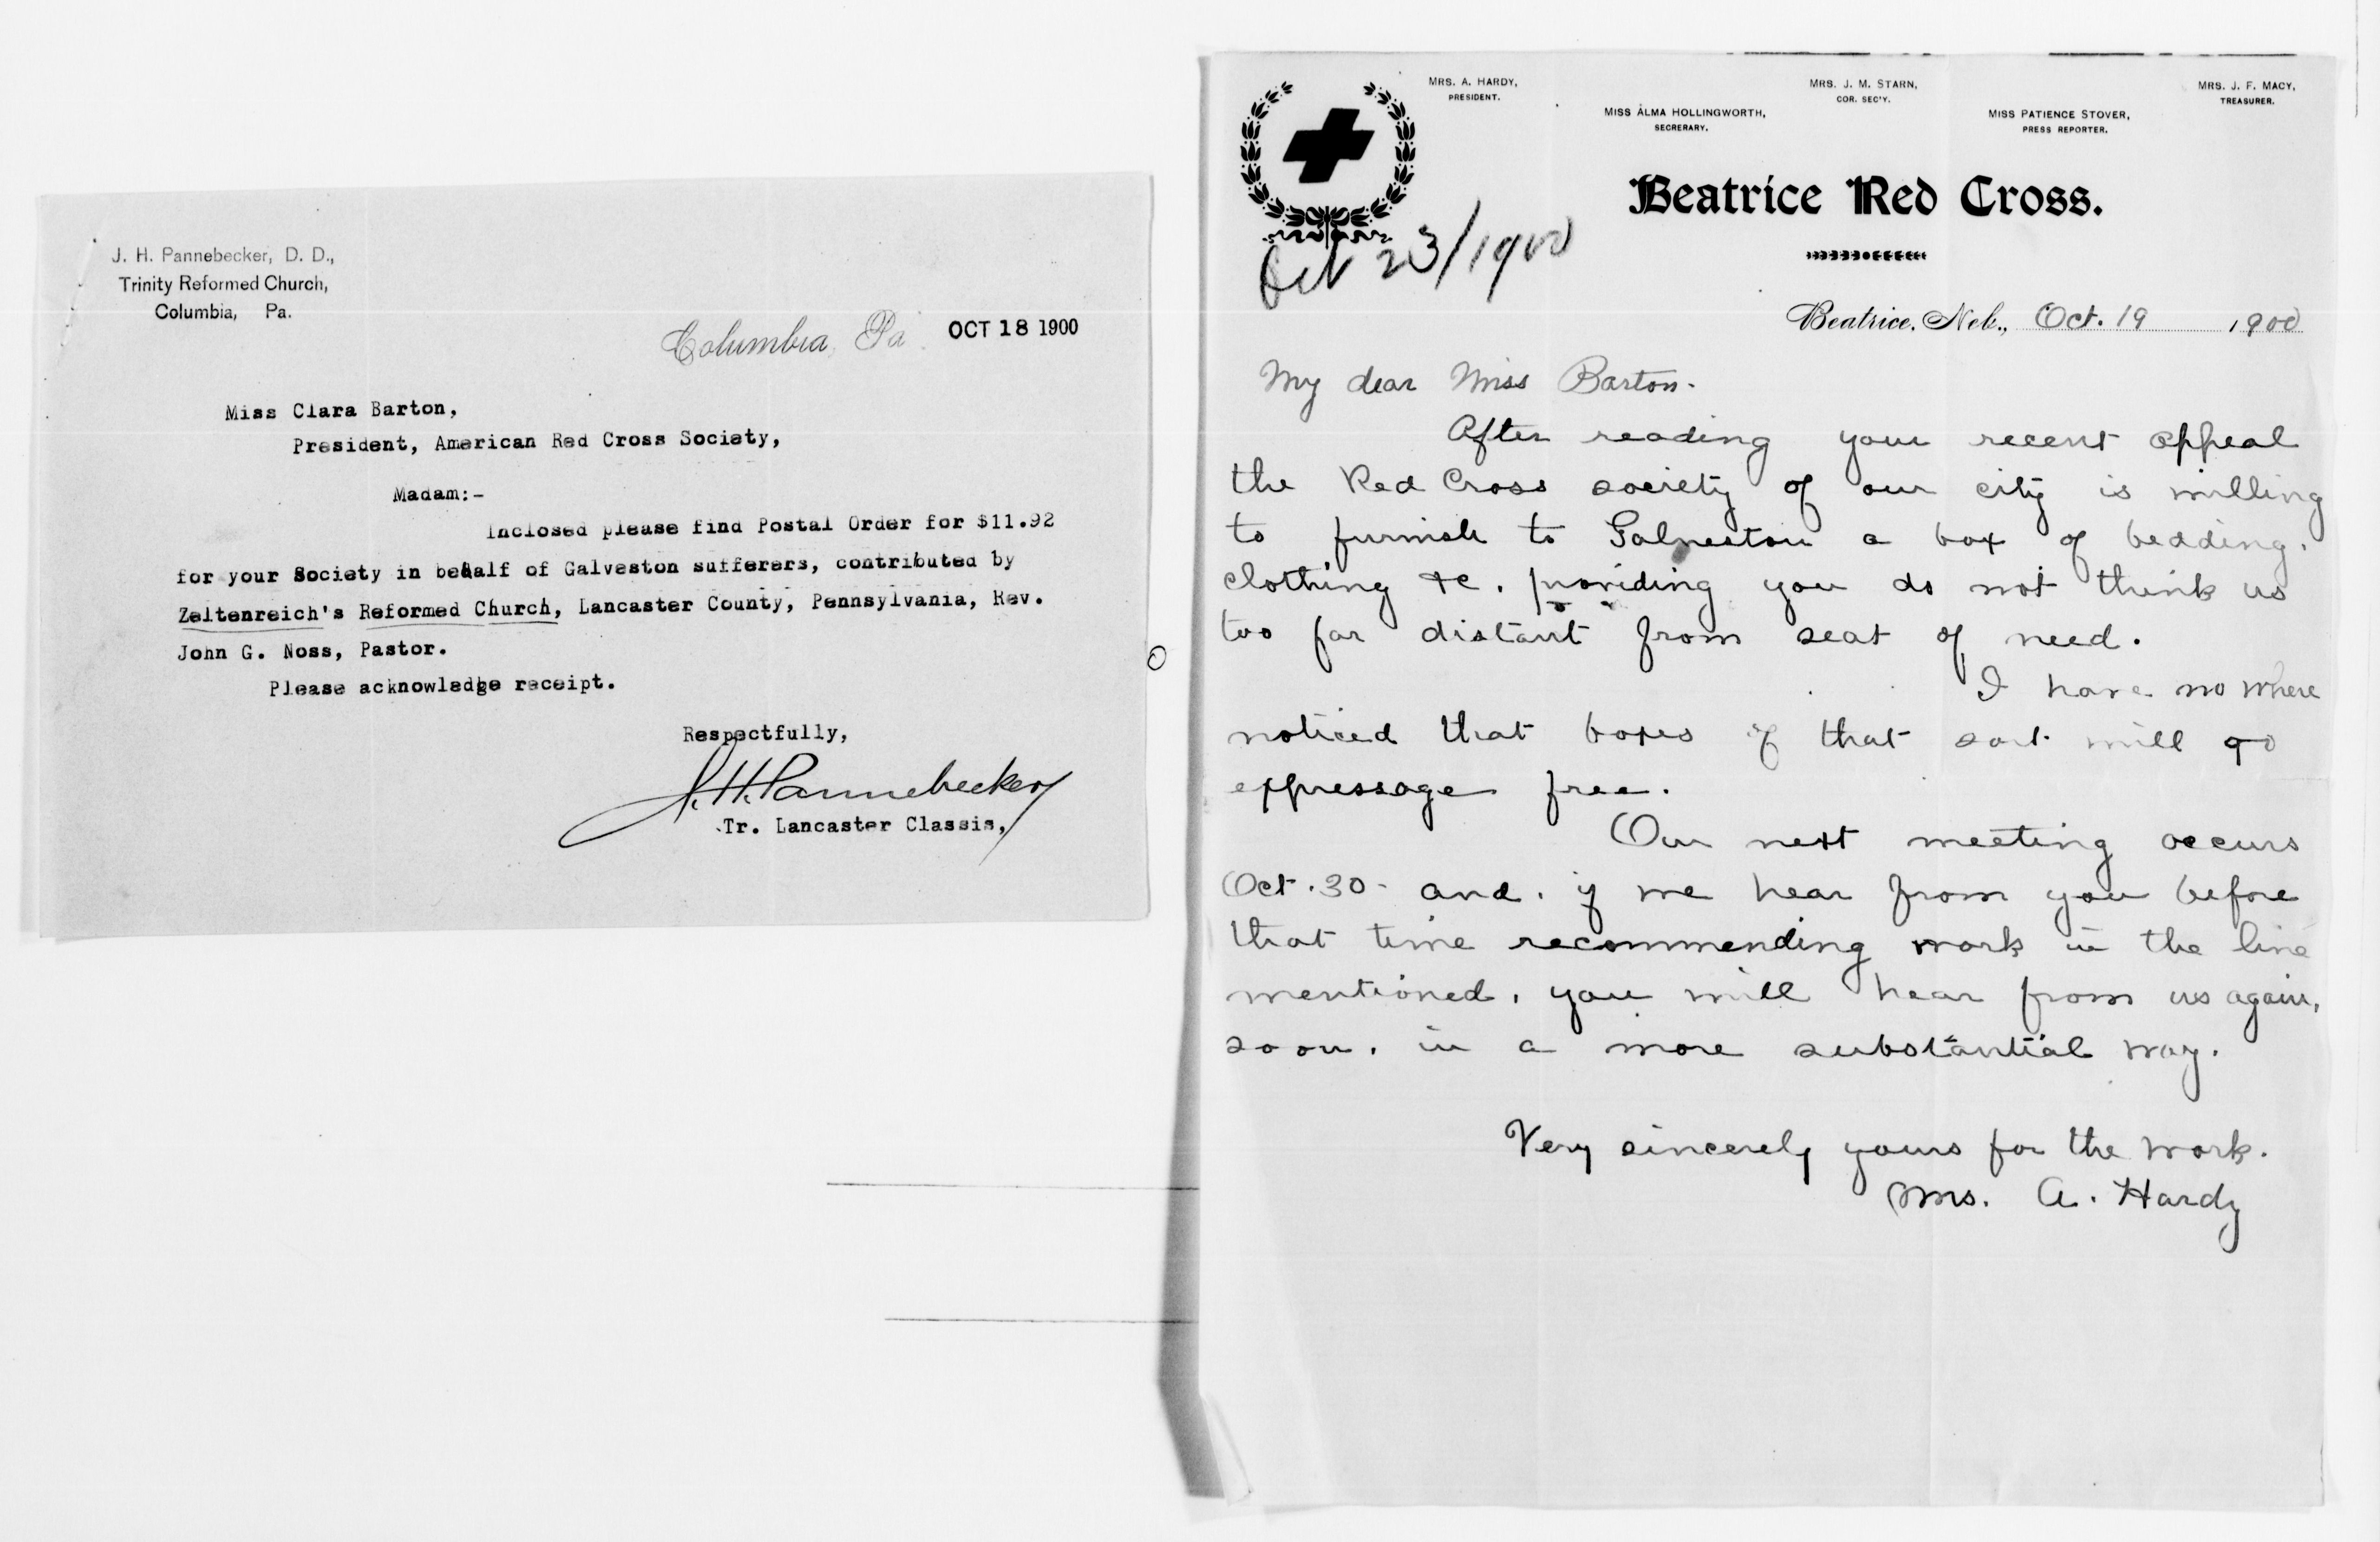 J. H. Pannebecker, D. D.,
Trinity Reformed Church,
Columbia, Pa.
Columbia, Pa. OCT 18 1900
Miss Clara Barton,
President, American Red Cross Society,
Madam:-
Inclosed please find Postal Order for $11.92
for your Society in behalf of Galveston sufferers, contributed by
Zeltenreich's Reformed Church, Lancaster County, Pennsylvania, Rev.
John G. Noss, Pastor.
Please acknowledge receipt.
Respectfully,
J. H. Pannebecker
Tr. Lancaster Classis,
MRS. A. HARDY,
PRESIDENT.
MISS ALMA HOLLINGWORTH,
SECRERARY.
MRS. J. M. STARN,
COR. SEC'Y.
MISS PATIENCE STOVER,
PRESS REPORTER.
MRS. J. F. MACY,
TREASURER.
Beatrice Red Cross.
Oct 23/1900
Beatrice, Neb., Oct. 19 1900
My dear Miss Barton-
After reading your recent appeal
the Red Cross society of our city is willing
to furnish to Galveston a box of bedding,
clothing &c, providing you do not think us
too far distant from seat of need.
I have no where
noticed that boxes of that sort will go
expressage free.
Our next meeting occurs
Oct. 30- and, if we hear from you before
that time recommending work in the line
mentioned, you will hear from us again,
soon, in a more substantial way.
Very sincerely yours for the work.
Mrs. A. Hardy